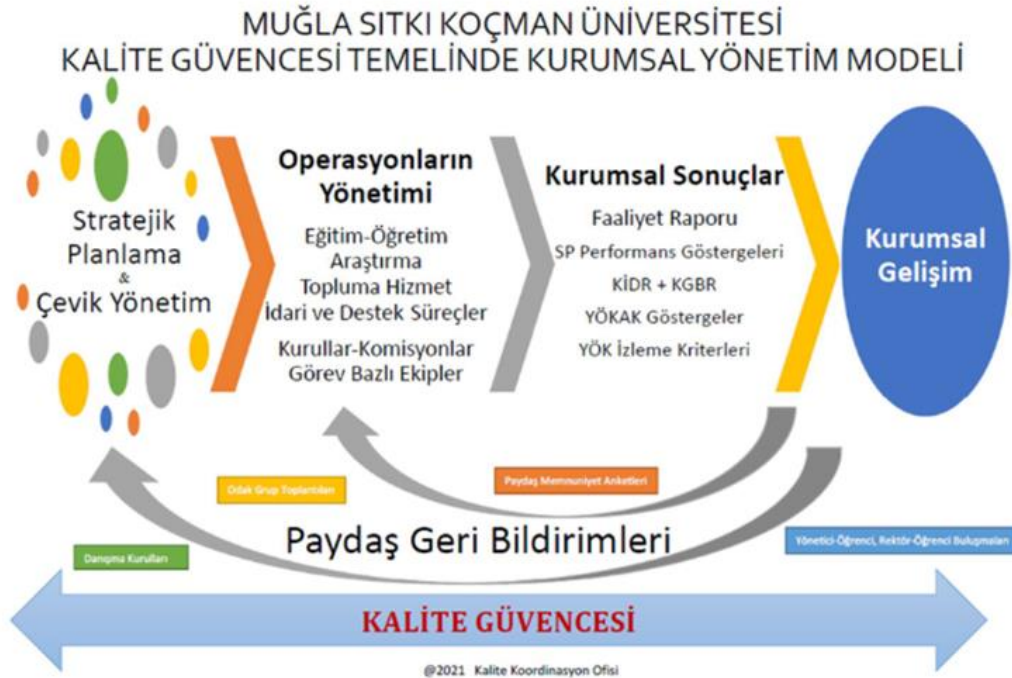 MUĞLA SITKI KOÇMAN ÜNİVERSİTESİ
KALİTE GÜVENCESİ TEMELİNDE KURUMSAL YÖNETİM MODELİ
Stratejik
Planlama
&
Çevik Yönetim
Operasyonların
Yönetimi
Eğitim-Öğretim
Araştırma
Topluma Hizmet
İdari ve Destek Süreçler
Kurullar-Komisyonlar
Görev Bazlı Ekipler
Kurumsal Sonuçlar
Faaliyet Raporu
SP Performans Göstergeleri
KİDR + KGBR
YÖKAK Göstergeler
YÖK İzleme Kriterleri
Kurumsal
Gelişim
Paydaş Memnuniyet Anketleri
Odak Grup Toplantıları
Paydaş Geri Bildirimleri
Yönetici-Öğrenci, Rektör-Öğrenci Buluşmaları
Danışma Kurulları
KALİTE GÜVENCESİ
@2021 Kalite Koordinasyon Ofisi